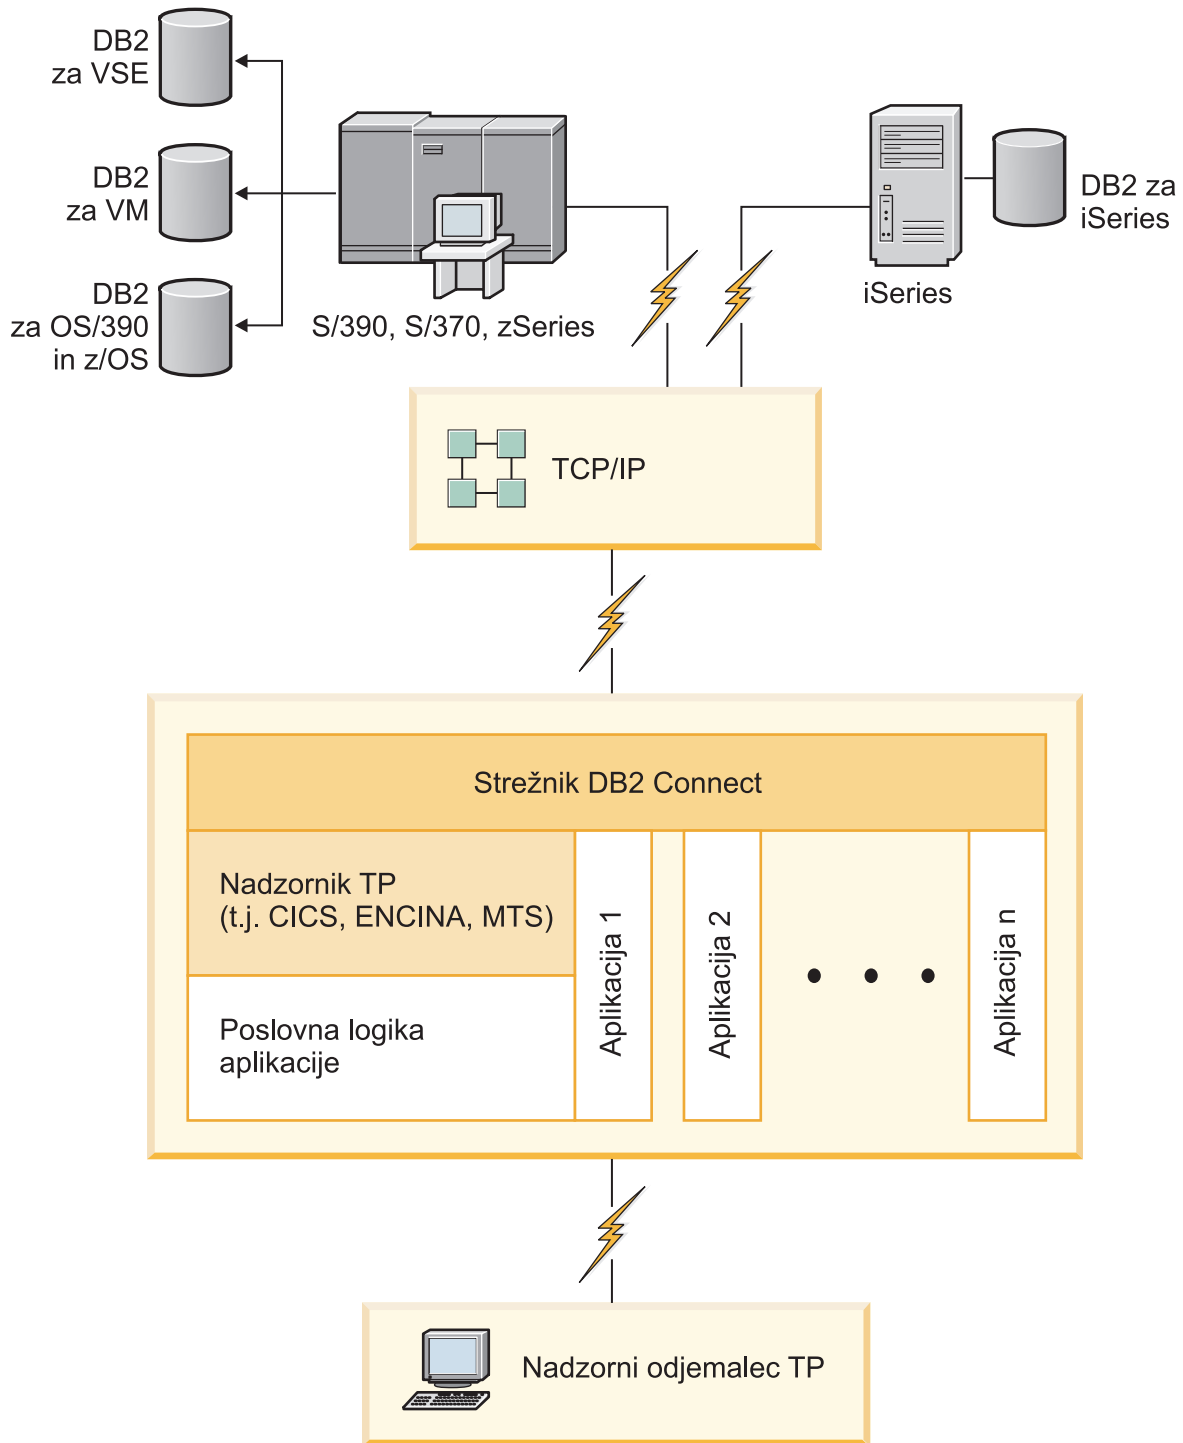 DB2
za VSE
DB2
za VM
DB2
za OS/390
in z/OS
S/390, S/370, zSeries
iSeries
DB2 za
iSeries
TCP/IP
Strežnik DB2 Connect
Nadzornik TP
(t.j. CICS, ENCINA, MTS)
Poslovna logika
aplikacije
Aplikacija 1
Aplikacija 2
Aplikacija n
Nadzorni odjemalec TP